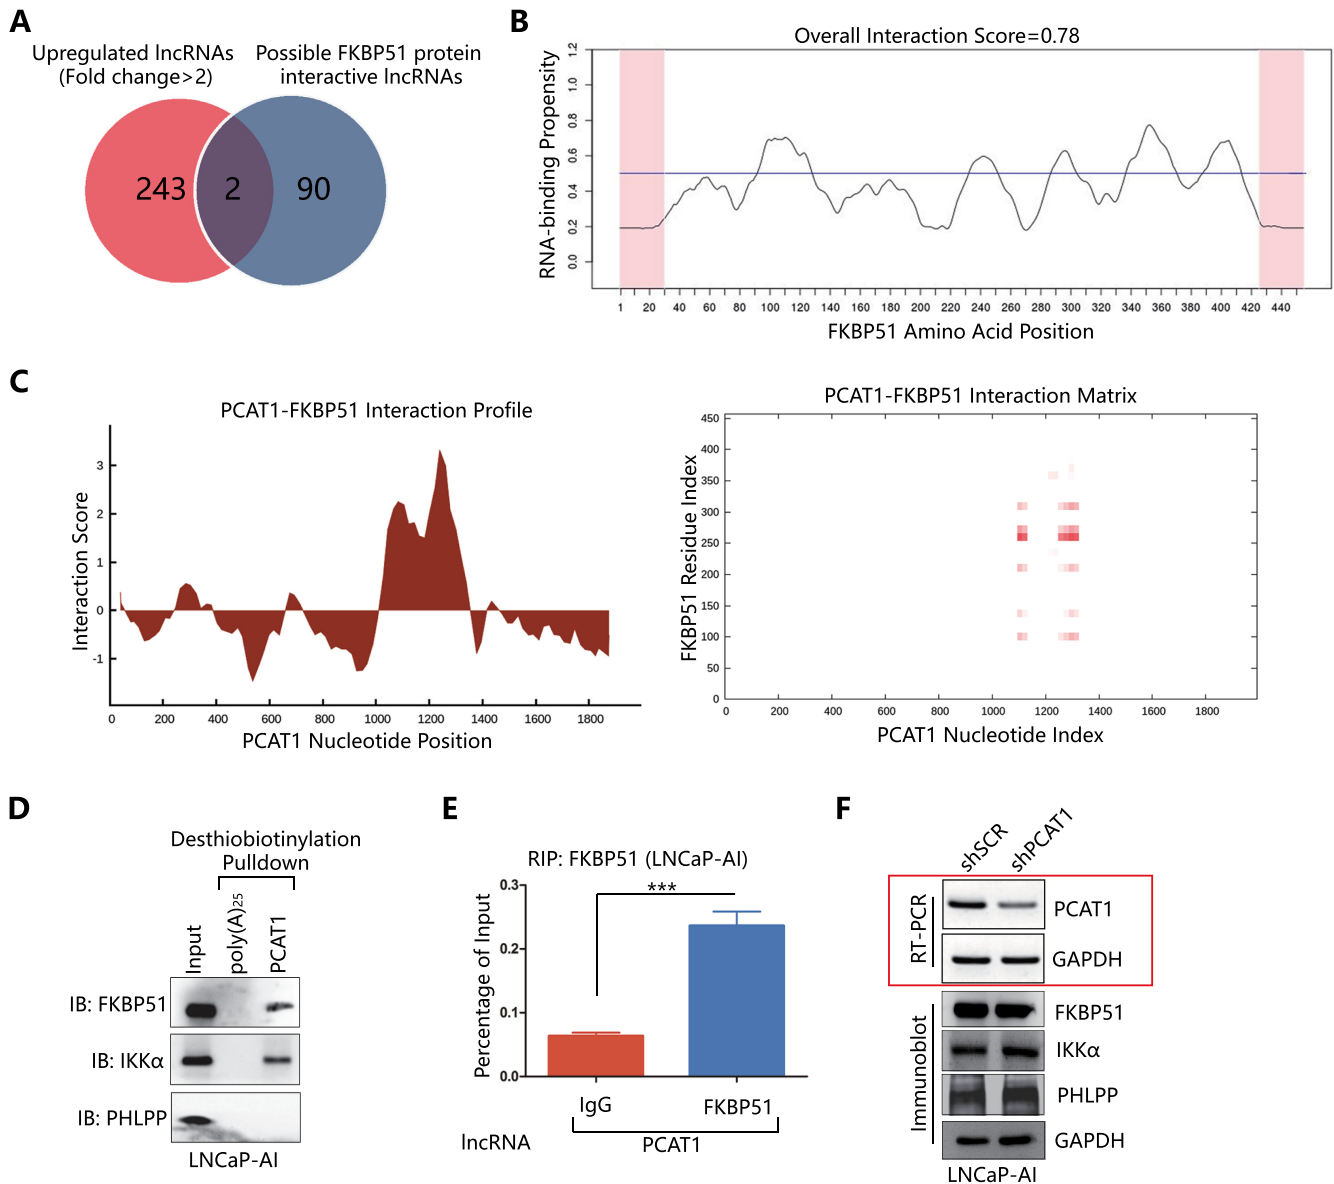 A
Upregulated lncRNAs
(Fold change>2)
Possible FKBP51 protein
interactive lncRNAs
243
2
90
B
Overall Interaction Score=0.78
RNA-binding Propensity
1.2
1.0
0.8
0.6
0.4
0.2
0.0
1 20 40 60 80 100 120 140 160 180 200 220 240 260 280 300 320 340 360 380 400 420 440
FKBP51 Amino Acid Position
C
PCAT1-FKBP51 Interaction Profile
Interaction Score
3
2
1
0
-1
0 200 400 600 800 1000 1200 1400 1600 1800
PCAT1 Nucleotide Position
PCAT1-FKBP51 Interaction Matrix
FKBP51 Residue Index
450
400
350
300
250
200
150
100
50
0
0 200 400 600 800 1000 1200 1400 1600 1800
PCAT1 Nucleotide Index
D
Desthiobiotinylation
Pulldown
Input
poly(A)25
PCAT1
IB: FKBP51
IB: IKKα
IB: PHLPP
LNCaP-AI
E
RIP: FKBP51 (LNCaP-AI)
Percentage of Input
0.3
0.2
0.1
0.0
***
IgG
FKBP51
lncRNA
PCAT1
F
shSCR
shPCAT1
RT-PCR
PCAT1
GAPDH
Immunoblot
FKBP51
IKKα
PHLPP
GAPDH
LNCaP-AI